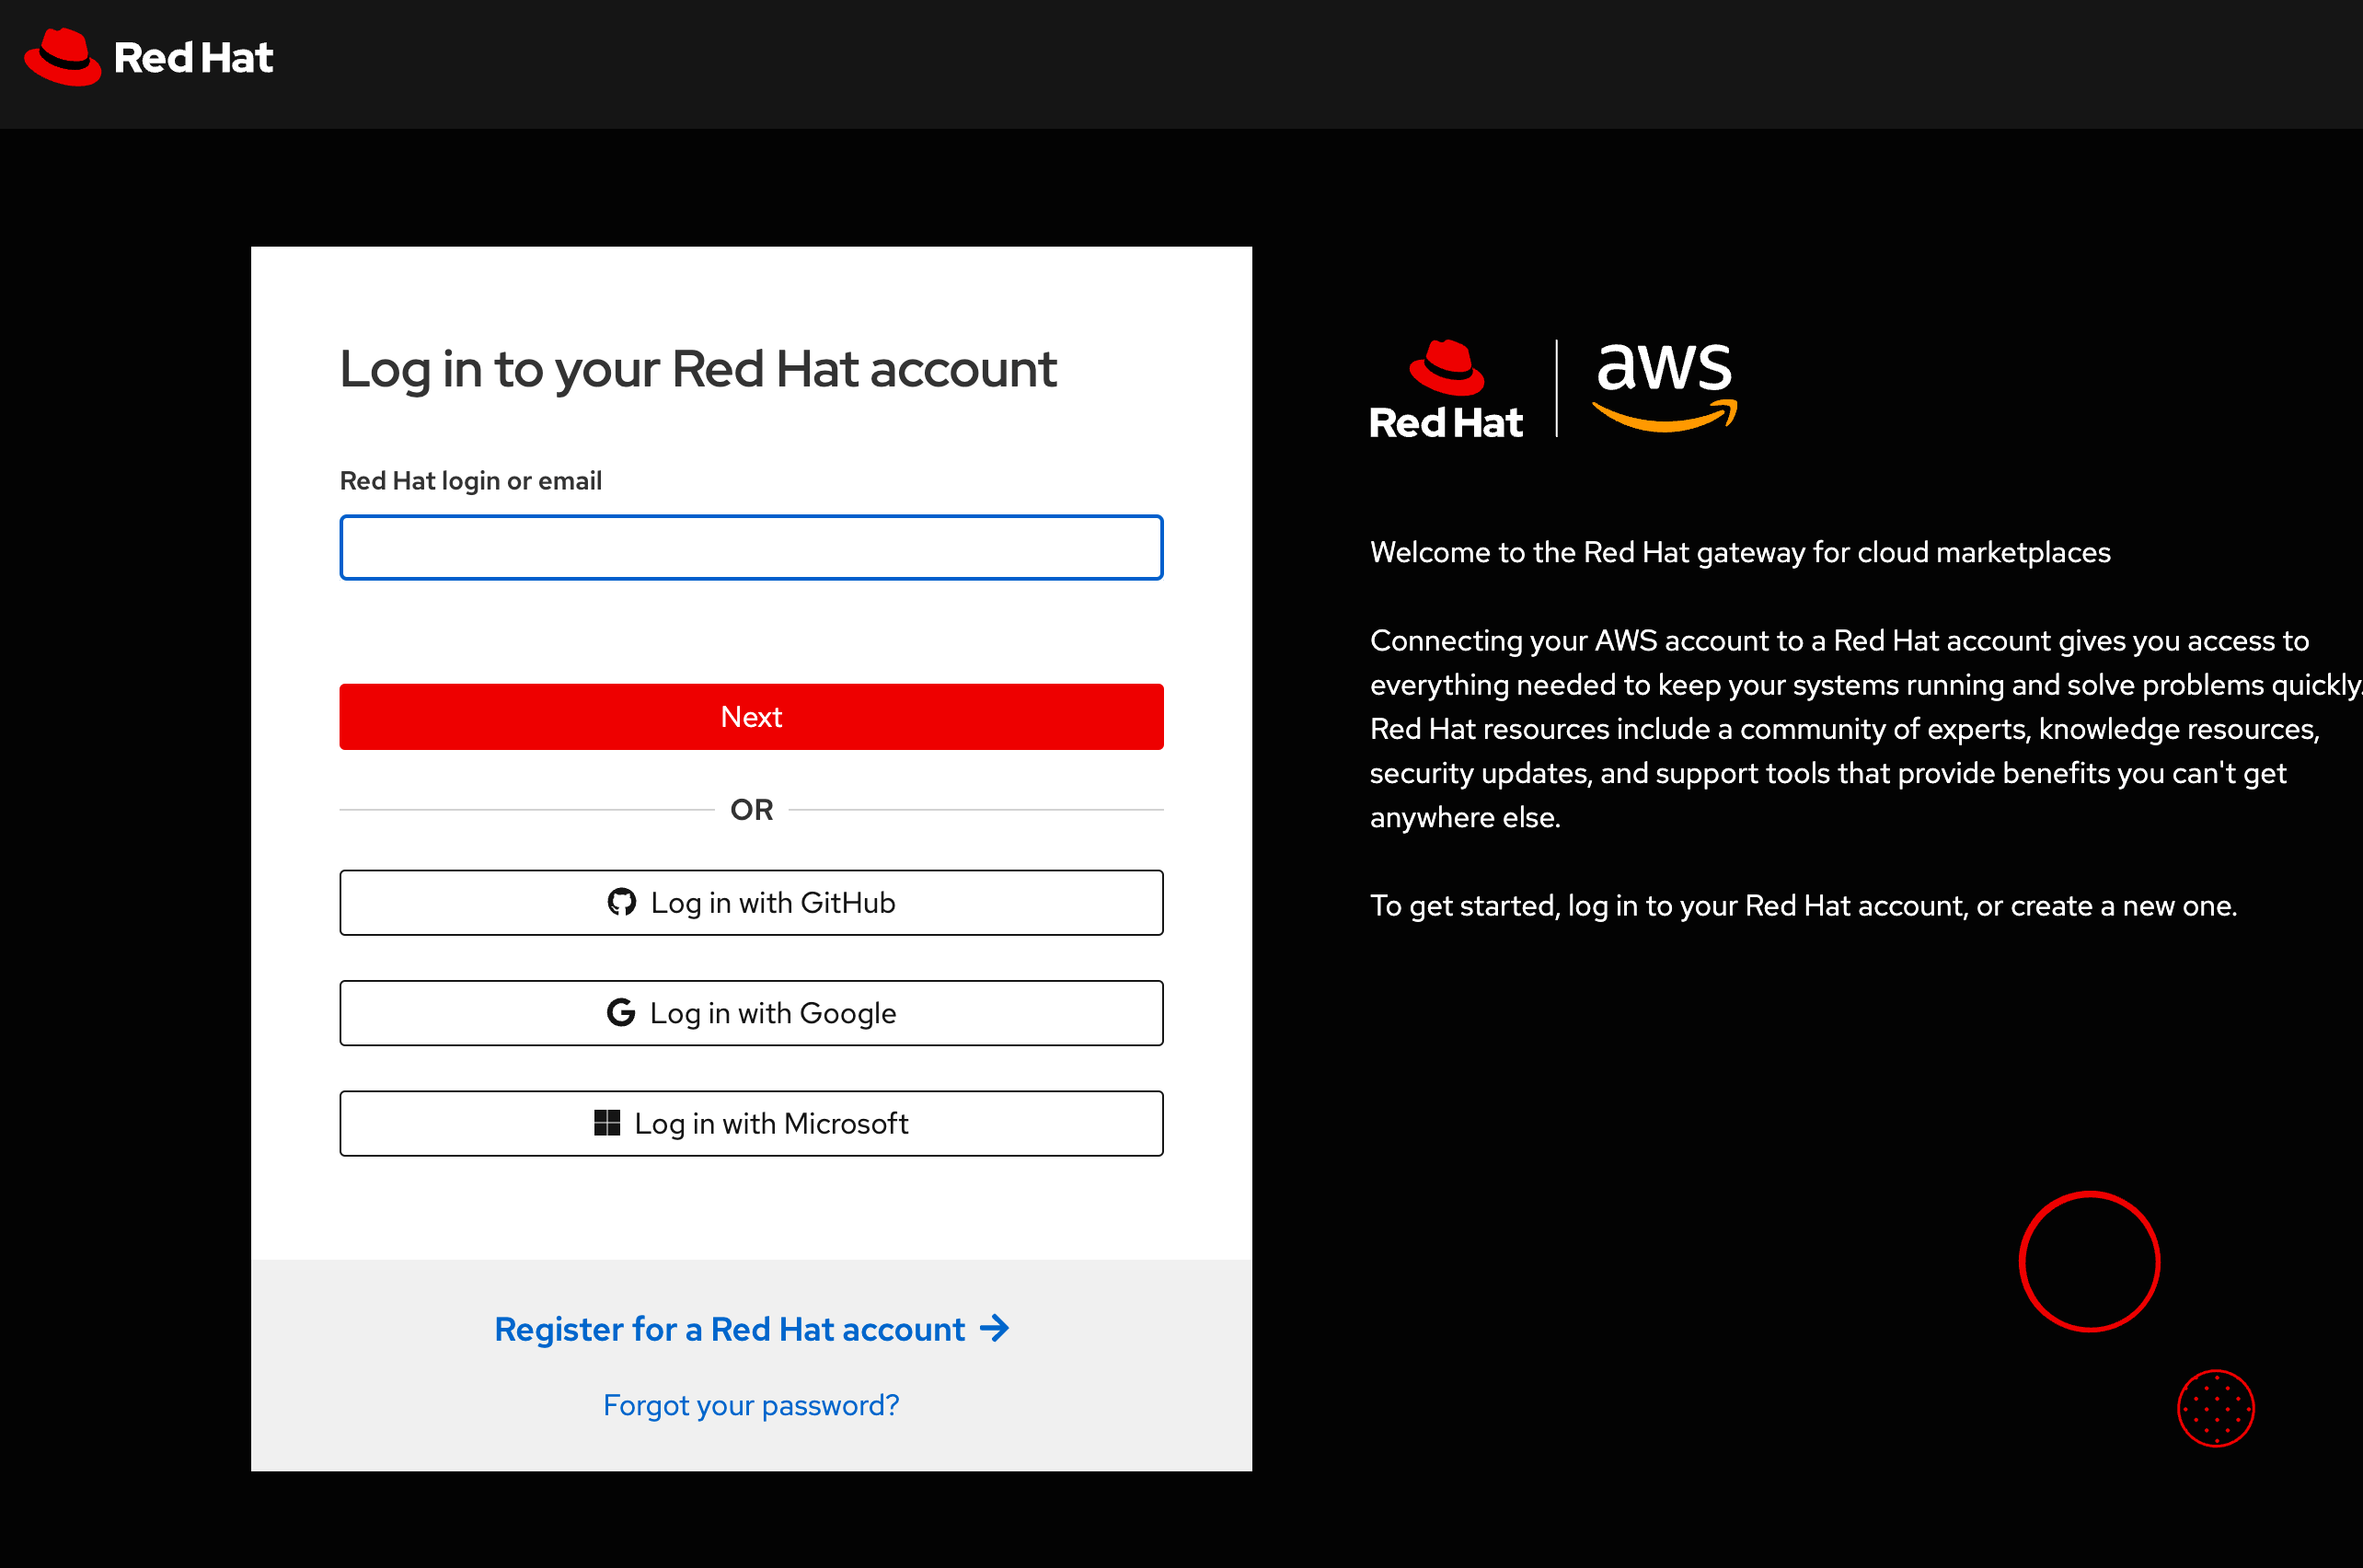 Red Hat
Log in to your Red Hat account
Red Hat login or email
Next
OR
Log in with GitHub
Log in with Google
Log in with Microsoft
Register for a Red Hat account
Forgot your password?
Red Hat
aws
Welcome to the Red Hat gateway for cloud marketplaces
Connecting your AWS account to a Red Hat account gives you access to
everything needed to keep your systems running and solve problems quickly.
Red Hat resources include a community of experts, knowledge resources,
security updates, and support tools that provide benefits you can't get
anywhere else.
To get started, log in to your Red Hat account, or create a new one.